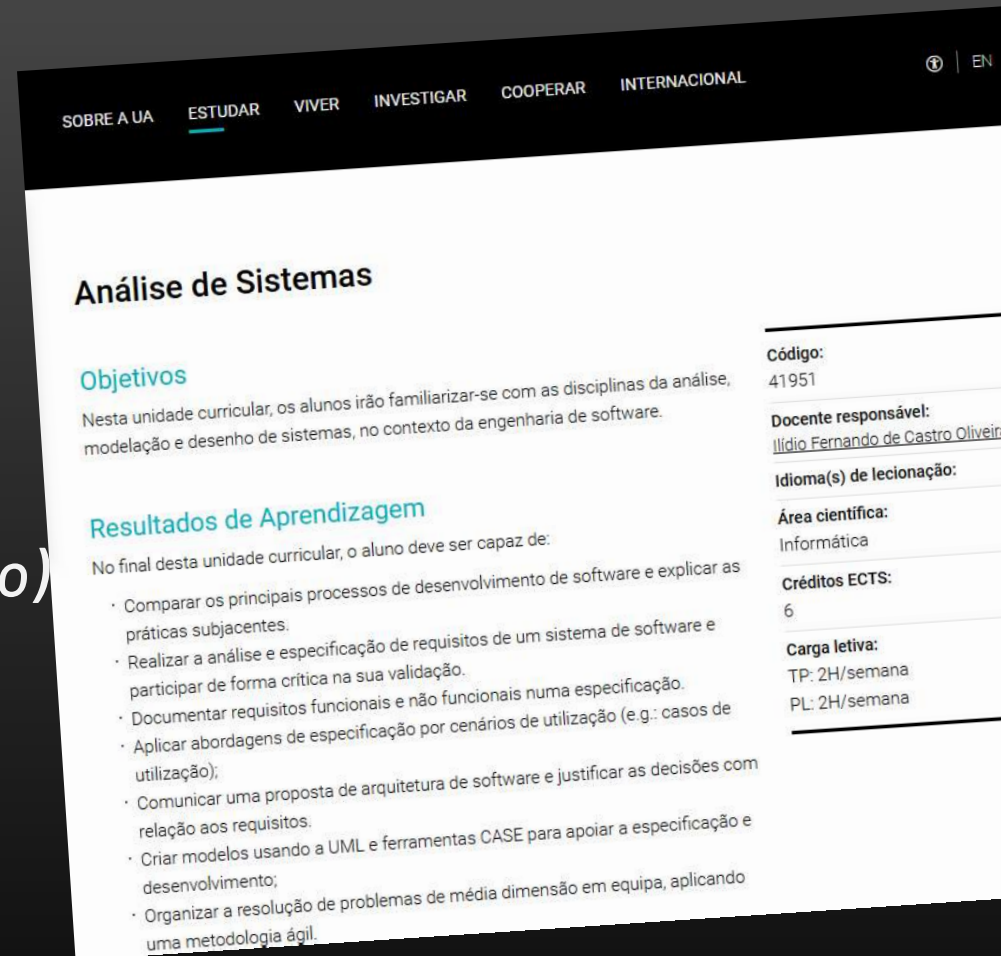 SOBRE A UA ESTUDAR VIVER INVESTIGAR COOPERAR INTERNACIONAL EN
Análise de Sistemas
Objetivos
Nesta unidade curricular, os alunos irão familiarizar-se com as disciplinas da análise,
modelação e desenho de sistemas, no contexto da engenharia de software.
Resultados de Aprendizagem
No final desta unidade curricular, o aluno deve ser capaz de:
· Comparar os principais processos de desenvolvimento de software e explicar as
práticas subjacentes.
· Realizar a análise e especificação de requisitos de um sistema de software e
participar de forma crítica na sua validação.
· Documentar requisitos funcionais e não funcionais numa especificação.
· Aplicar abordagens de especificação por cenários de utilização (e.g.: casos de
utilização);
· Comunicar uma proposta de arquitetura de software e justificar as decisões com
relação aos requisitos.
· Criar modelos usando a UML e ferramentas CASE para apoiar a especificação e
desenvolvimento;
· Organizar a resolução de problemas de média dimensão em equipa, aplicando
uma metodologia ágil.
Código:
41951
Docente responsável:
Ilídio Fernando de Castro Oliveira
Idioma(s) de lecionação:
Área científica:
Informática
Créditos ECTS:
6
Carga letiva:
TP: 2H/semana
PL: 2H/semana
o)